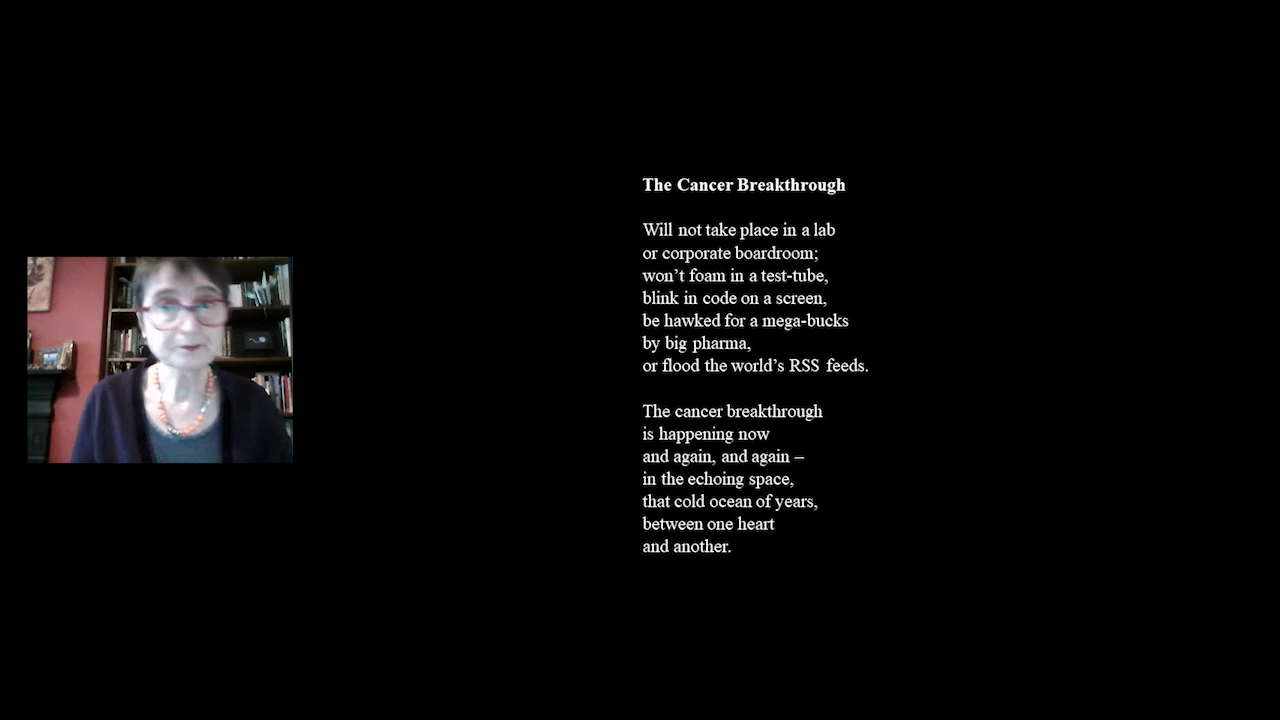 The Cancer Breakthrough
Will not take place in a lab
or corporate boardroom;
won’t foam in a test-tube,
blink in code on a screen,
be hawked for a mega-bucks
by big pharma,
or flood the world’s RSS feeds.
The cancer breakthrough
is happening now
and again, and again –
in the echoing space,
that cold ocean of years,
between one heart
and another.